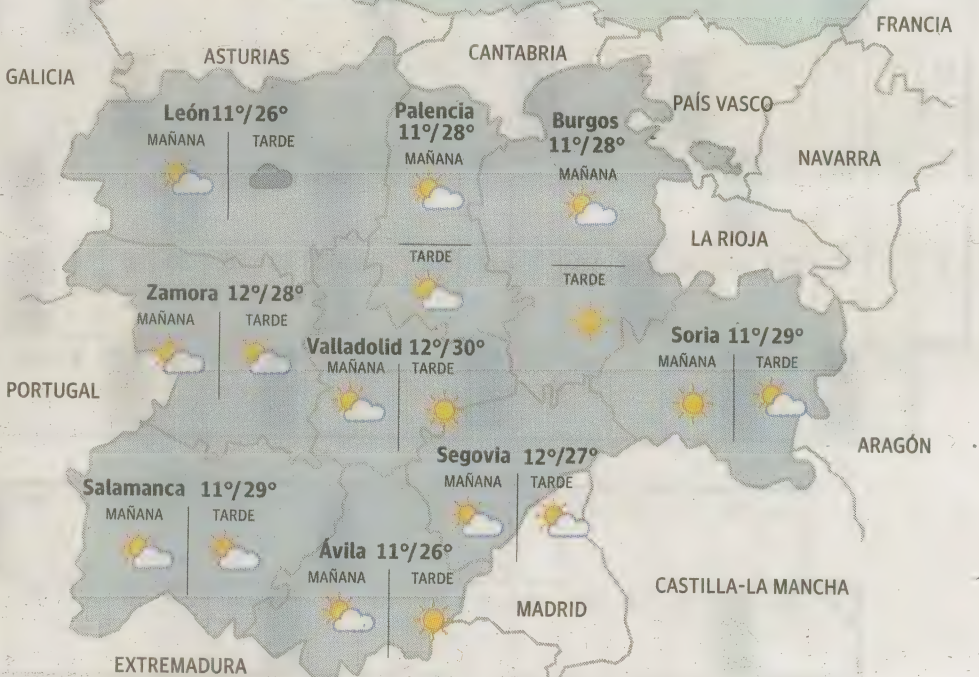 FRANCIA
ASTURIAS
CANTABRIA
GALICIA
PAÍS VASCO
NAVARRA
León11°/26°
MAÑANA TARDE
Palencia
11°/28°
MAÑANA
TARDE
Burgos
11°/28°
MAÑANA
TARDE
LA RIOJA
Zamora 12°/28°
MAÑANA TARDE
Valladolid 12°/30°
MAÑANA TARDE
Soria 11°/29°
MAÑANA TARDE
PORTUGAL
ARAGÓN
Segovia 12°/27°
MAÑANA TARDE
Salamanca 11°/29°
MAÑANA TARDE
Ávila 11°/26°
MAÑANA TARDE
CASTILLA-LA MANCHA
MADRID
EXTREMADURA